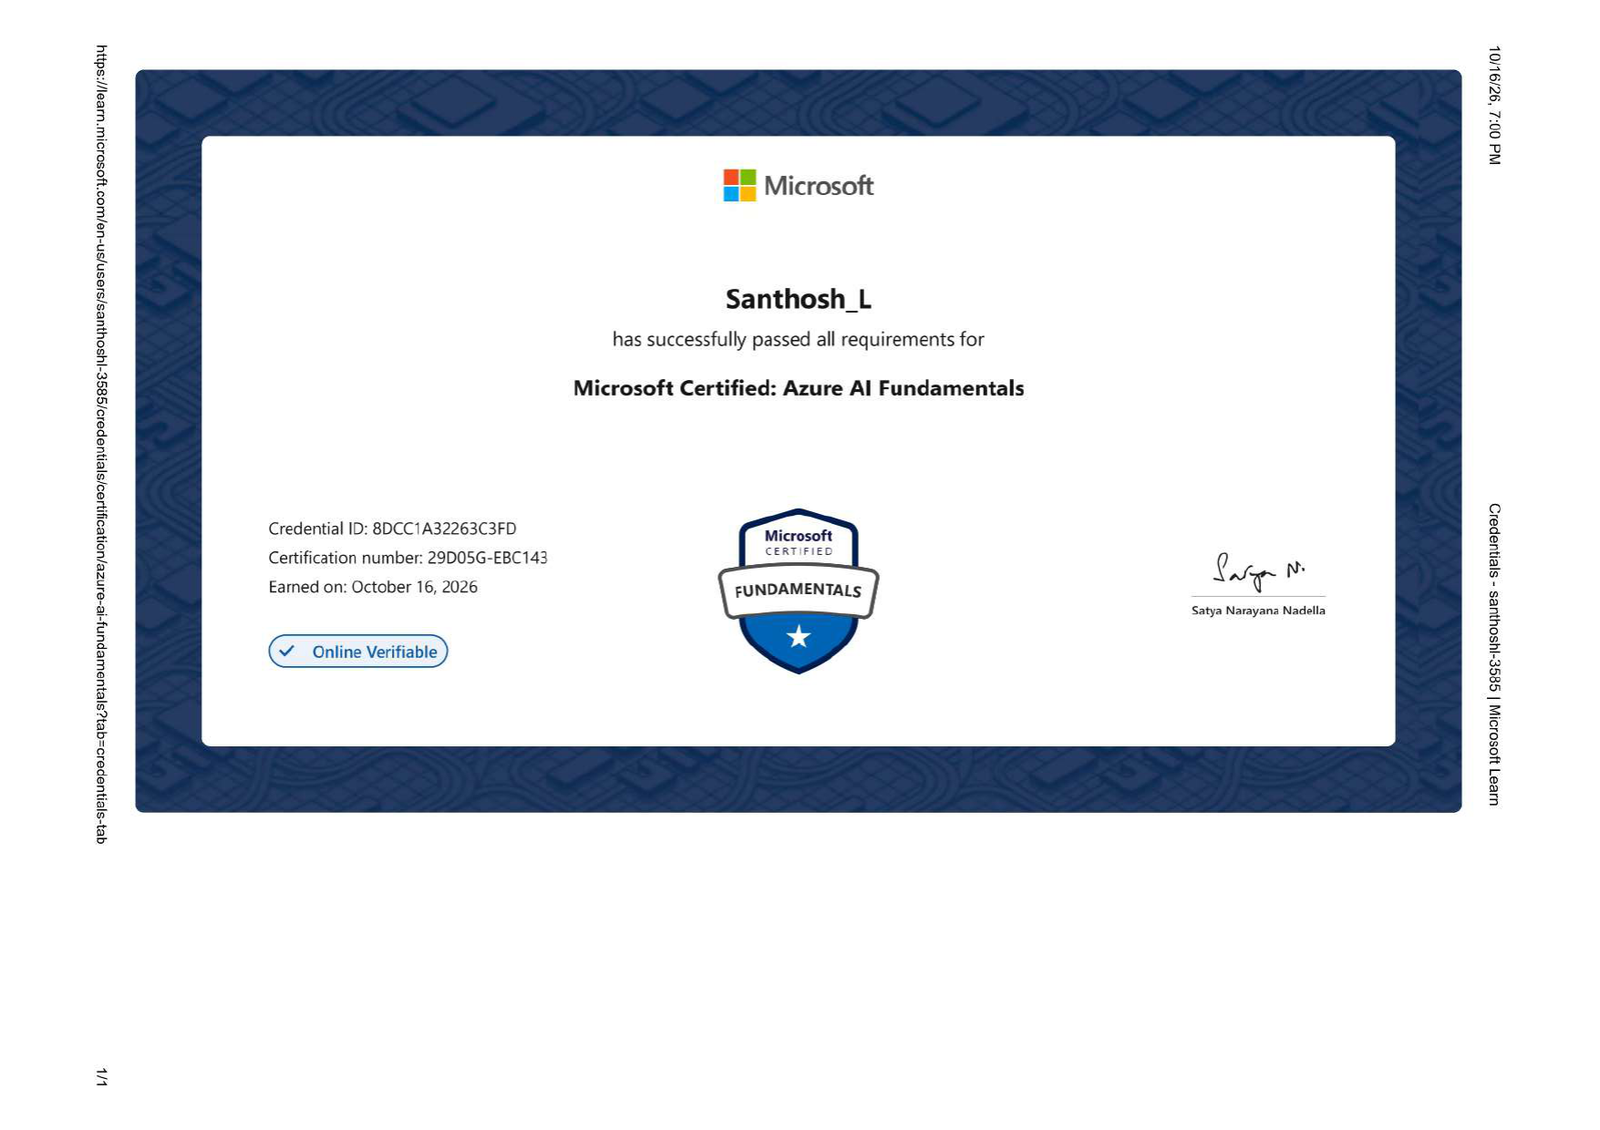 10/16/26, 7:00 PM
Credentials - santhoshl-3585 | Microsoft Learn
Microsoft
Santhosh_L
has successfully passed all requirements for
Microsoft Certified: Azure AI Fundamentals
Credential ID: 8DCC1A32263C3FD
Certification number: 29D05G-EBC143
Earned on: October 16, 2026
Online Verifiable
Microsoft
CERTIFIED
FUNDAMENTALS
Satya N.
Satya Narayana Nadella
https://learn.microsoft.com/en-us/users/santhoshl-3585/credentials/certification/azure-ai-fundamentals?tab=credentials-tab
1/1